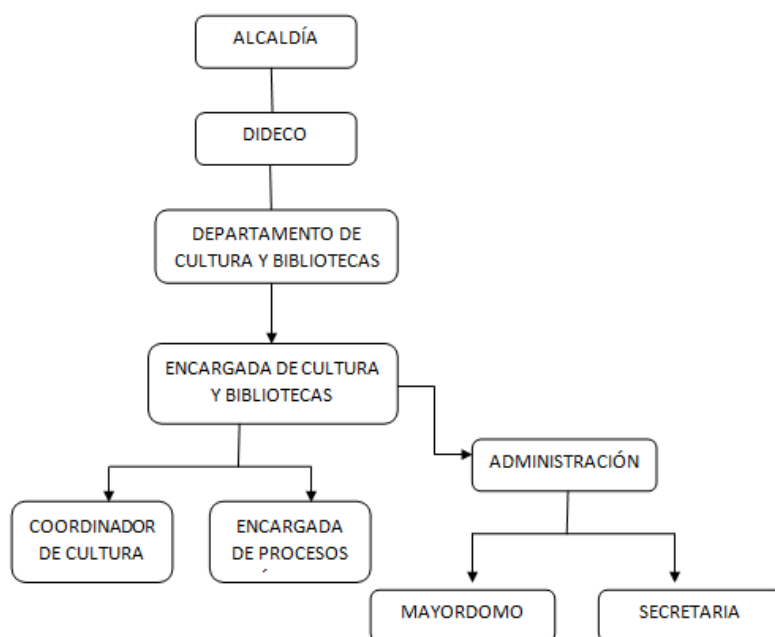 ALCALDÍA
DIDECO
DEPARTAMENTO DE
CULTURA Y BIBLIOTECAS
ENCARGADA DE CULTURA
Y BIBLIOTECAS
ADMINISTRACIÓN
COORDINADOR
DE CULTURA
ENCARGADA
DE PROCESOS
MAYORDOMO
SECRETARIA